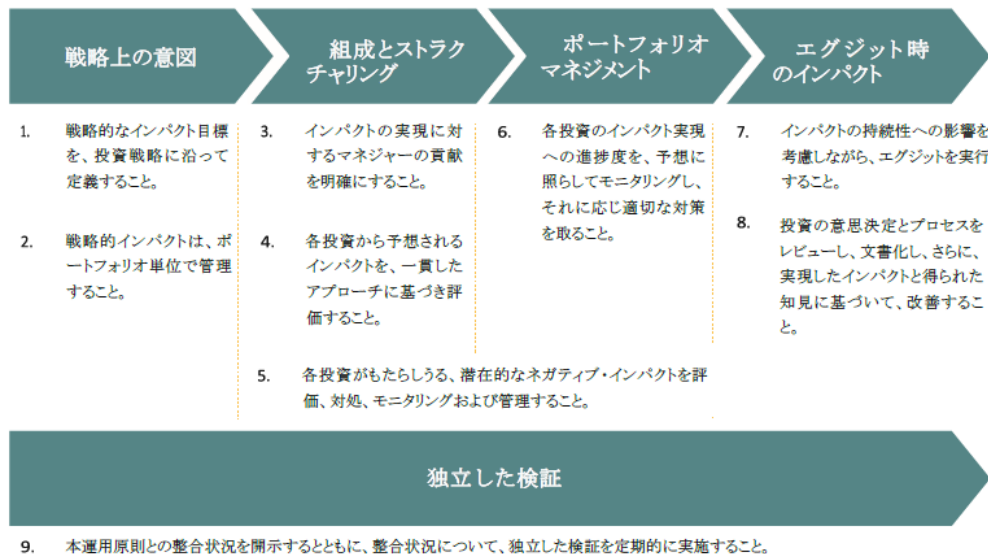 戦略上の意図
組成とストラク
チャリング
ポートフォリオ
マネジメント
エグジット時
のインパクト
1. 戦略的なインパクト目標
を、投資戦略に沿って
定義すること。
2. 戦略的インパクトは、ポ
ートフォリオ単位で管理
すること。
3. インパクトの実現に対
するマネジャーの貢献
を明確にすること。
4. 各投資から予想される
インパクトを、一貫した
アプローチに基づき評
価すること。
5. 各投資がもたらしうる、潜在的なネガティブ・インパクトを評
価、対処、モニタリングおよび管理すること。
6. 各投資のインパクト実現
への進捗度を、予想に
照らしてモニタリングし、
それに応じ適切な対策
を取ること。
7. インパクトの持続性への影響を
考慮しながら、エグジットを実行
すること。
8. 投資の意思決定とプロセスを
レビューし、文書化し、さらに、
実現したインパクトと得られた
知見に基づいて、改善するこ
と。
独立した検証
9. 本運用原則との整合状況を開示するとともに、整合状況について、独立した検証を定期的に実施すること。